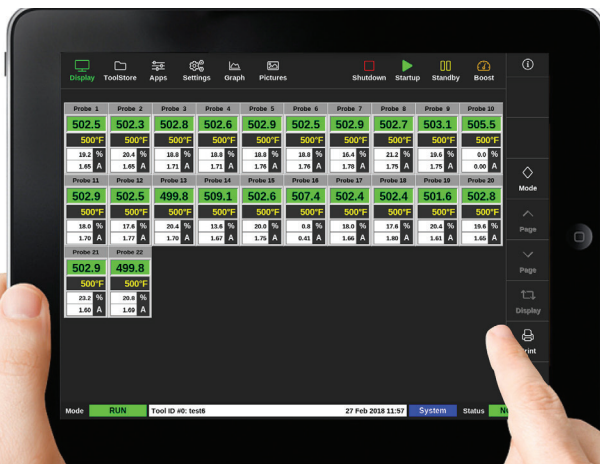 Display ToolStore Apps Settings Graph Pictures Shutdown Startup Standby Boost
Probe 1 Probe 2 Probe 3 Probe 4 Probe 5 Probe 6 Probe 7 Probe 8 Probe 9 Probe 10
502.5 502.3 502.8 502.6 502.9 502.5 502.9 502.7 503.1 505.5
500°F 500°F 500°F 500°F 500°F 500°F 500°F 500°F 500°F 500°F
19.2 % 20.4 % 18.8 % 18.8 % 18.8 % 18.8 % 16.4 % 21.2 % 19.6 % 0.0 %
1.65 A 1.65 A 1.71 A 1.71 A 1.76 A 1.76 A 1.78 A 1.75 A 1.75 A 0.00 A
Mode
Probe 11 Probe 12 Probe 13 Probe 14 Probe 15 Probe 16 Probe 17 Probe 18 Probe 19 Probe 20
502.9 502.5 499.8 509.1 502.6 507.4 502.4 502.4 501.6 502.8
500°F 500°F 500°F 500°F 500°F 500°F 500°F 500°F 500°F 500°F
18.0 % 17.6 % 20.4 % 13.6 % 20.0 % 0.8 % 18.0 % 17.6 % 20.4 % 19.6 %
1.70 A 1.77 A 1.70 A 1.67 A 1.75 A 0.41 A 1.66 A 1.80 A 1.61 A 1.65 A
Page
Probe 21 Probe 22
502.9 499.8
500°F 500°F
23.2 % 20.8 %
1.60 A 1.69 A
Page
Display
Mode RUN Tool ID #0: test6 27 Feb 2018 11:57 System Status